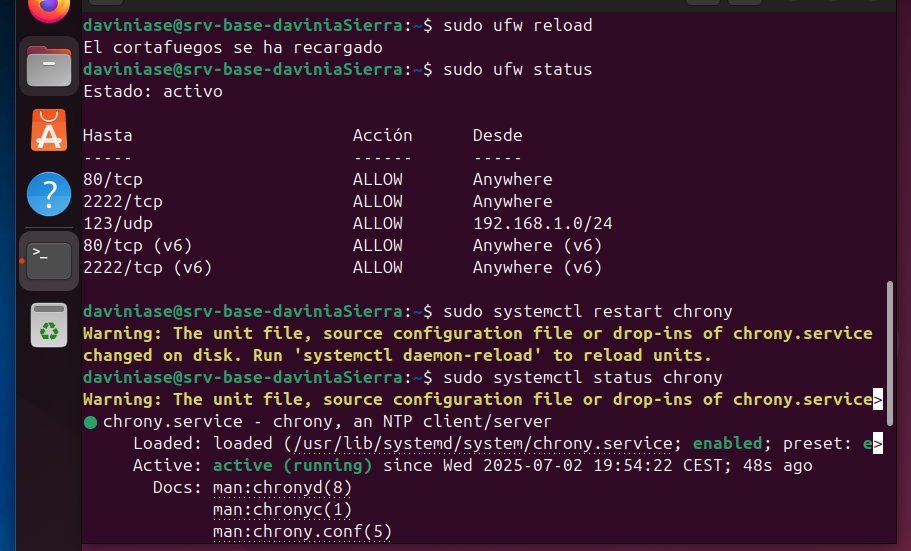 daviniase@srv-base-daviniaSierra:~$ sudo ufw reload
El cortafuegos se ha recargado
daviniase@srv-base-daviniaSierra:~$ sudo ufw status
Estado: activo
Hasta                      Acción      Desde
-----                      ------      -----
80/tcp                     ALLOW       Anywhere
2222/tcp                   ALLOW       Anywhere
123/udp                    ALLOW       192.168.1.0/24
80/tcp (v6)                ALLOW       Anywhere (v6)
2222/tcp (v6)              ALLOW       Anywhere (v6)
daviniase@srv-base-daviniaSierra:~$ sudo systemctl restart chrony
Warning: The unit file, source configuration file or drop-ins of chrony.service
changed on disk. Run 'systemctl daemon-reload' to reload units.
daviniase@srv-base-daviniaSierra:~$ sudo systemctl status chrony
Warning: The unit file, source configuration file or drop-ins of chrony.service>
● chrony.service - chrony, an NTP client/server
     Loaded: loaded (/usr/lib/systemd/system/chrony.service; enabled; preset: e>
     Active: active (running) since Wed 2025-07-02 19:54:22 CEST; 48s ago
       Docs: man:chronyd(8)
             man:chronyc(1)
             man:chrony.conf(5)